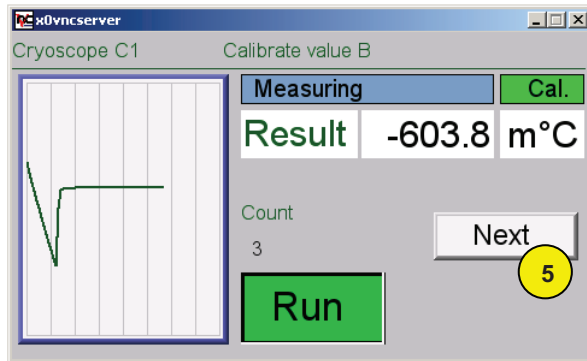 x0vncserver
Cryoscope C1 Calibrate value B
Measuring Cal.
Result -603.8 m°C
Count
3
Next
5
Run